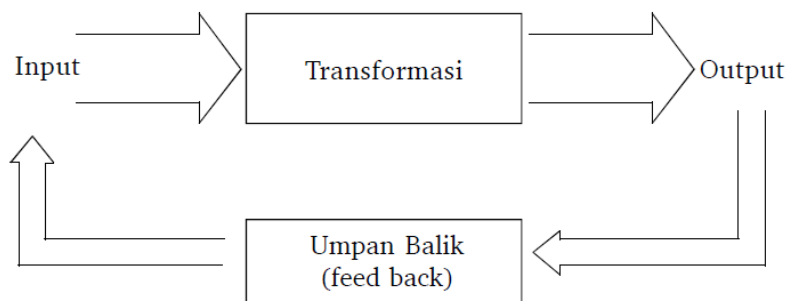 Input
Transformasi
Output
Umpan Balik
(feed back)